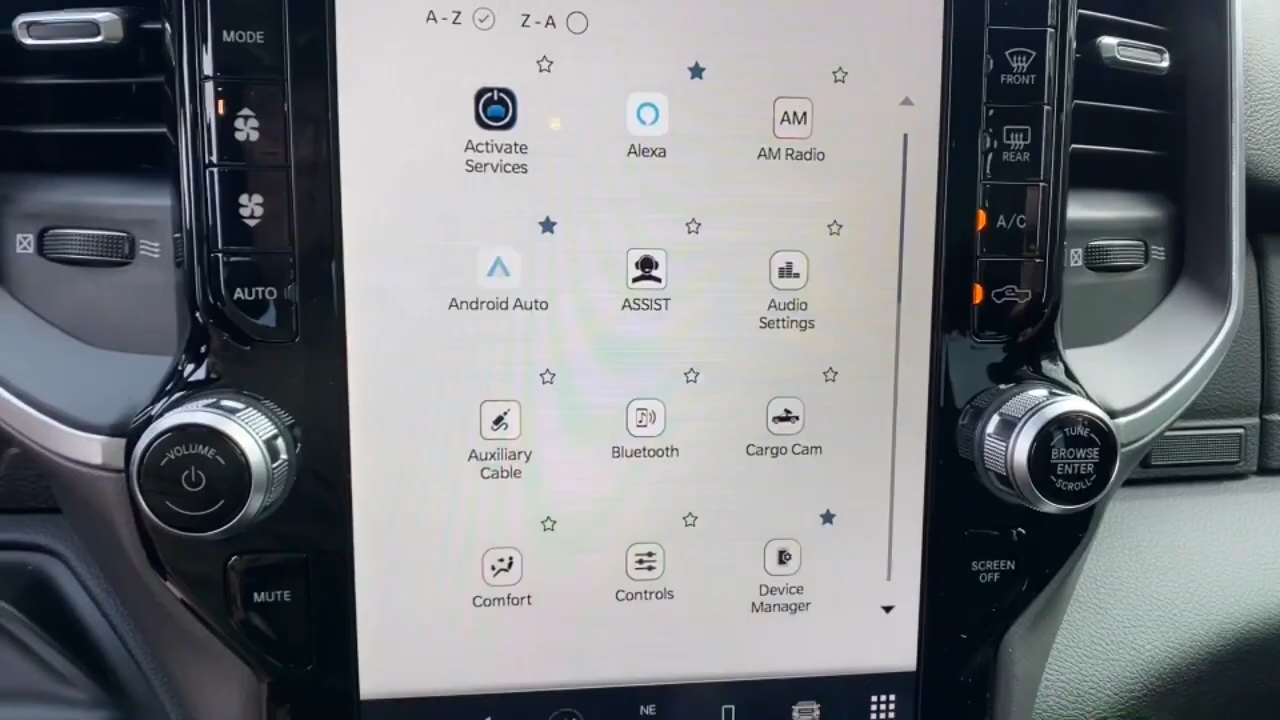 A-Z Z-A
MODE
AUTO
VOLUME
MUTE
Activate
Services
Alexa
AM
AM Radio
Android Auto
ASSIST
Audio
Settings
Auxiliary
Cable
Bluetooth
Cargo Cam
Comfort
Controls
Device
Manager
NE
FRONT
REAR
A/C
TUNE
BROWSE
ENTER
SCROLL
SCREEN
OFF